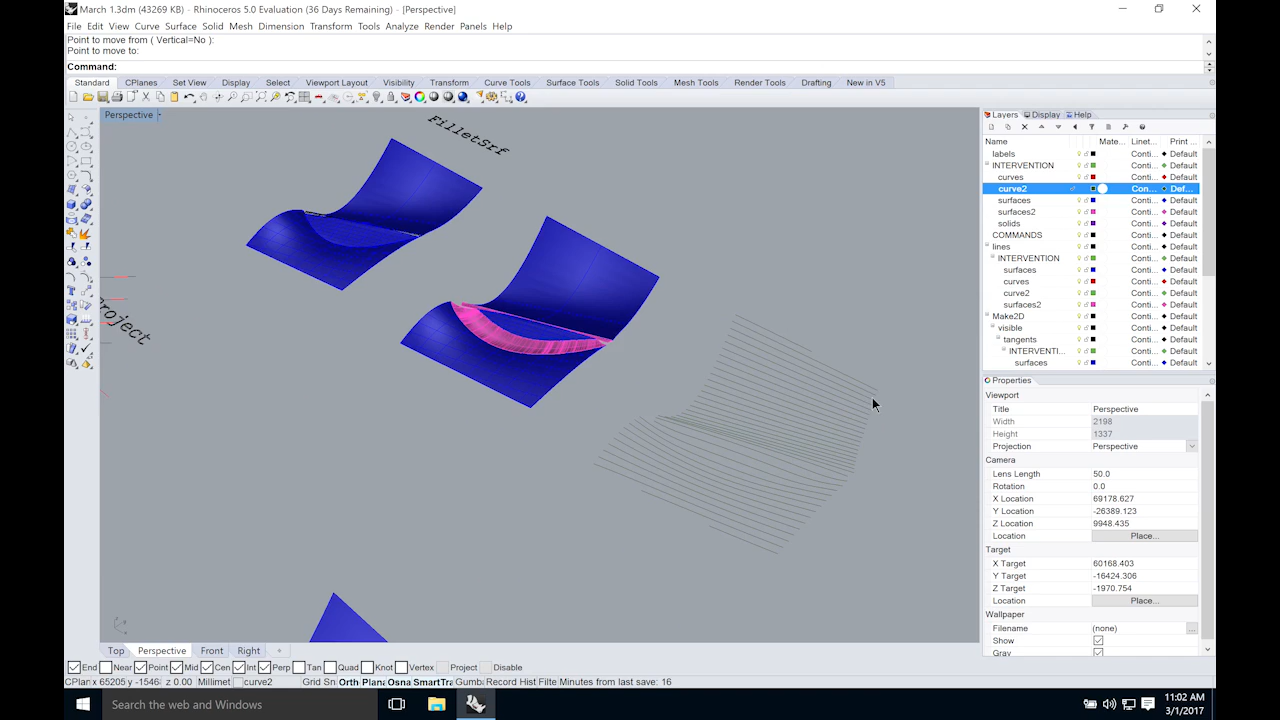 March 1.3dm (43269 KB) - Rhinoceros 5.0 Evaluation (36 Days Remaining) - [Perspective]
File Edit View Curve Surface Solid Mesh Dimension Transform Tools Analyze Render Panels Help
Point to move from ( Vertical=No ):
Point to move to:
Command:
Standard CPlanes Set View Display Select Viewport Layout Visibility Transform Curve Tools Surface Tools Solid Tools Mesh Tools Render Tools Drafting New in V5
Perspective
FilletSrf
Project
Layers Display Help
Name Mate... Linet... Print ...
labels Conti... Default
INTERVENTION Conti... Default
curves Conti... Default
curve2 Con... Def...
surfaces Conti... Default
surfaces2 Conti... Default
solids Conti... Default
COMMANDS Conti... Default
lines Conti... Default
INTERVENTION Conti... Default
surfaces Conti... Default
curves Conti... Default
curve2 Conti... Default
surfaces2 Conti... Default
Make2D Conti... Default
visible Conti... Default
tangents Conti... Default
INTERVENTI... Conti... Default
surfaces Conti... Default
Properties
Viewport
Title Perspective
Width 2198
Height 1337
Projection Perspective
Camera
Lens Length 50.0
Rotation 0.0
X Location 69178.627
Y Location -26389.123
Z Location 9948.435
Location Place...
Target
X Target 60168.403
Y Target -16424.306
Z Target -1970.754
Location Place...
Wallpaper
Filename (none) ...
Show
Gray
Top Perspective Front Right
End Near Point Mid Cen Int Perp Tan Quad Knot Vertex Project Disable
CPlan x 65205 y -1546 z 0.00 Millimet curve2 Grid Sn Orth Plana Osna SmartTra Gumba Record Hist Filte Minutes from last save: 16
Search the web and Windows
11:02 AM
3/1/2017